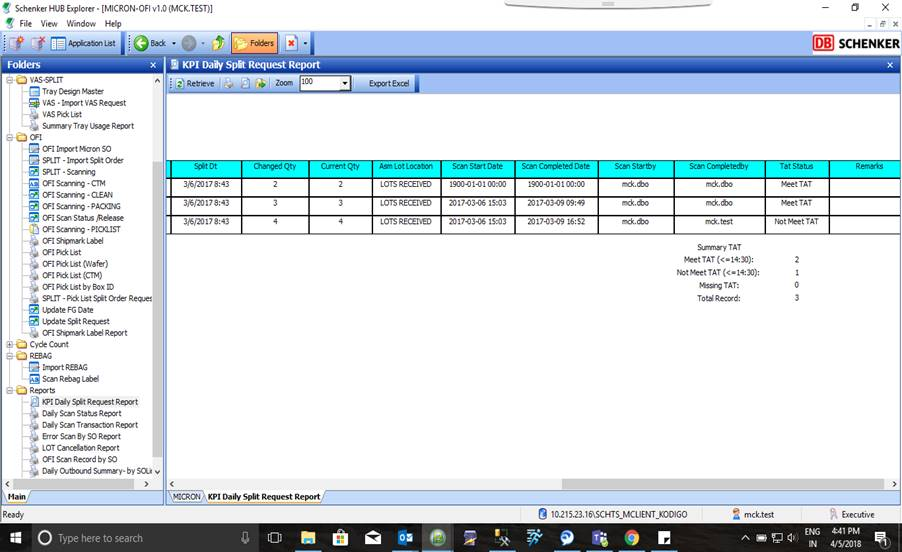 Schenker HUB Explorer - [MICRON-OFI v1.0 (MCK.TEST)]
File View Window Help
Application List Back Folders
DB SCHENKER
Folders
VAS-SPLIT
Tray Design Master
VAS - Import VAS Request
VAS Pick List
Summary Tray Usage Report
OFI
OFI Import Micron SO
SPLIT - Import Split Order
SPLIT - Scanning
OFI Scanning - CTM
OFI Scanning - CLEAN
OFI Scanning - PACKING
OFI Scan Status /Release
OFI Scanning - PICKLIST
OFI Shipmark Label
OFI Pick List
OFI Pick List (Wafer)
OFI Pick List (CTM)
OFI Pick List by Box ID
SPLIT - Pick List Split Order Reques
Update FG Date
Update Split Request
OFI Shipmark Label Report
Cycle Count
REBAG
Import REBAG
Scan Rebag Label
Reports
KPI Daily Split Request Report
Daily Scan Status Report
Daily Scan Transaction Report
Error Scan By SO Report
LOT Cancellation Report
OFI Scan Record by SO
Daily Outbound Summary- by SOLi
Main
KPI Daily Split Request Report
Retrieve Zoom 100 Export Excel
Split Dt Changed Qty Current Qty Asm Lot Location Scan Start Date Scan Completed Date Scan Startby Scan Completedby Tat Status Remarks
3/6/2017 8:43 2 2 LOTS RECEIVED 1900-01-01 00:00 1900-01-01 00:00 mck.dbo mck.dbo Meet TAT
3/6/2017 8:43 3 3 LOTS RECEIVED 2017-03-06 15:03 2017-03-09 09:49 mck.dbo mck.dbo Meet TAT
3/6/2017 8:43 4 4 LOTS RECEIVED 2017-03-06 15:03 2017-03-09 16:52 mck.dbo mck.test Not Meet TAT
Summary TAT
Meet TAT (<=14:30): 2
Not Meet TAT (<=14:30): 1
Missing TAT: 0
Total Record: 3
MICRON KPI Daily Split Request Report
Ready 10.215.23.16\SCHTS_MCLIENT_KODIGO mck.test Executive
Type here to search
ENG
IN
4:41 PM
4/5/2018
1